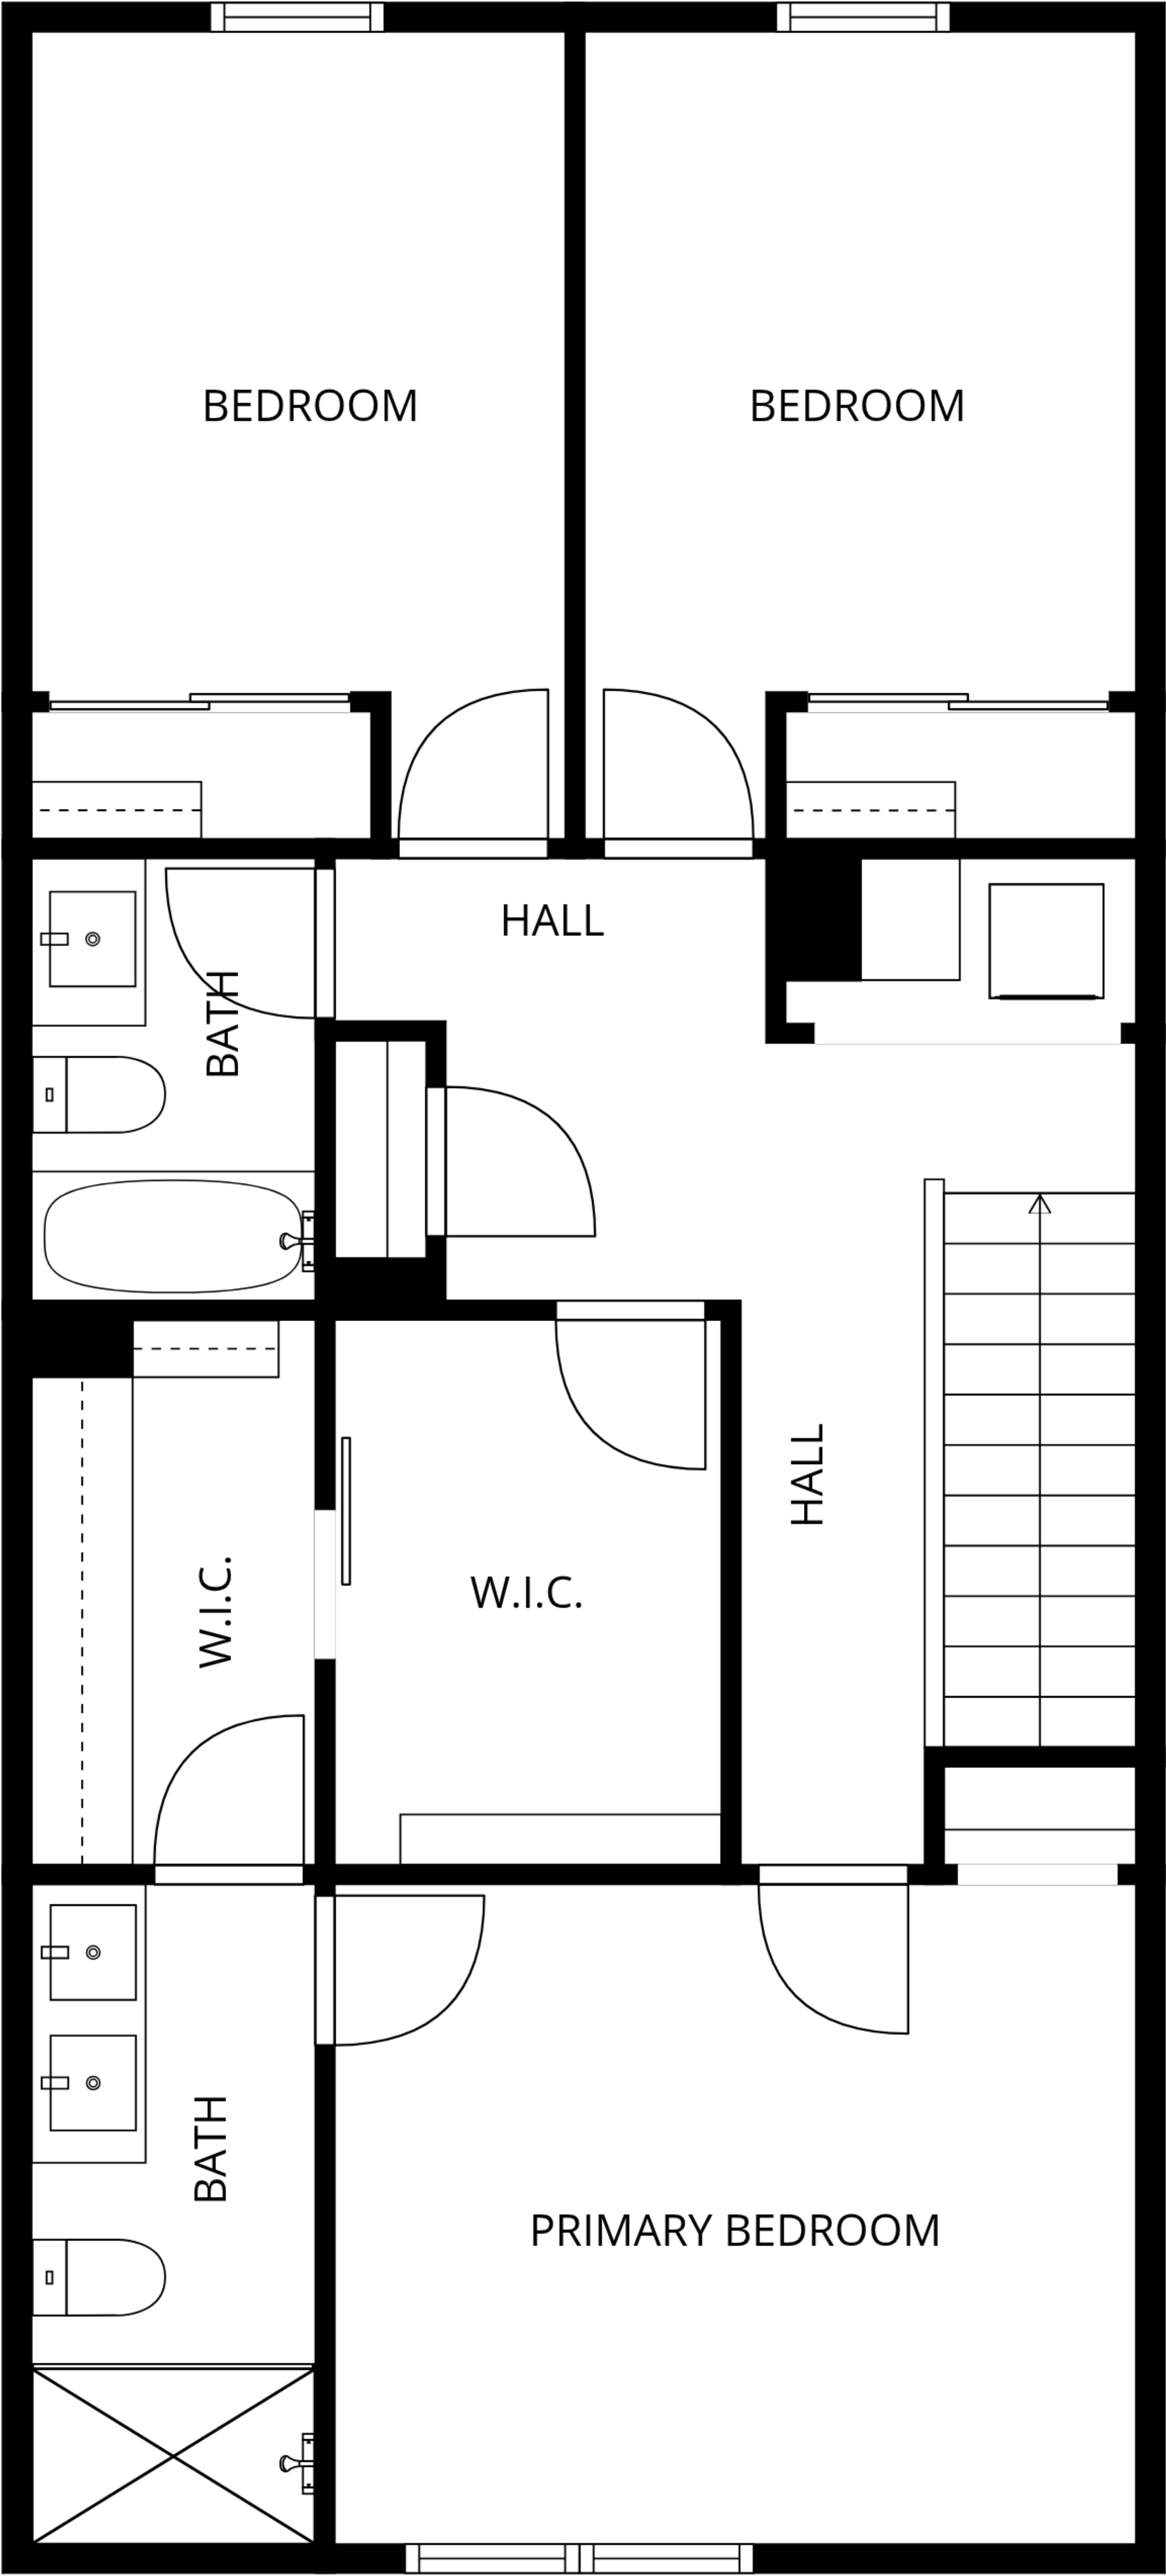 BEDROOM
BEDROOM
HALL
BATH
HALL
W.I.C.
W.I.C.
BATH
PRIMARY BEDROOM